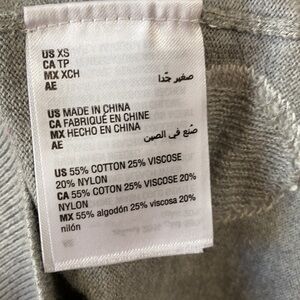 US XS
CA TP
MX XCH
AE صغير جّدا
US MADE IN CHINA
CA FABRIQUÉ EN CHINE
MX HECHO EN CHINA
AE صنع في الصين
US 55% COTTON 25% VISCOSE
20% NYLON
CA 55% COTON 25% VISCOSE 20%
NYLON
MX 55% algodón 25% viscosa 20%
nilón